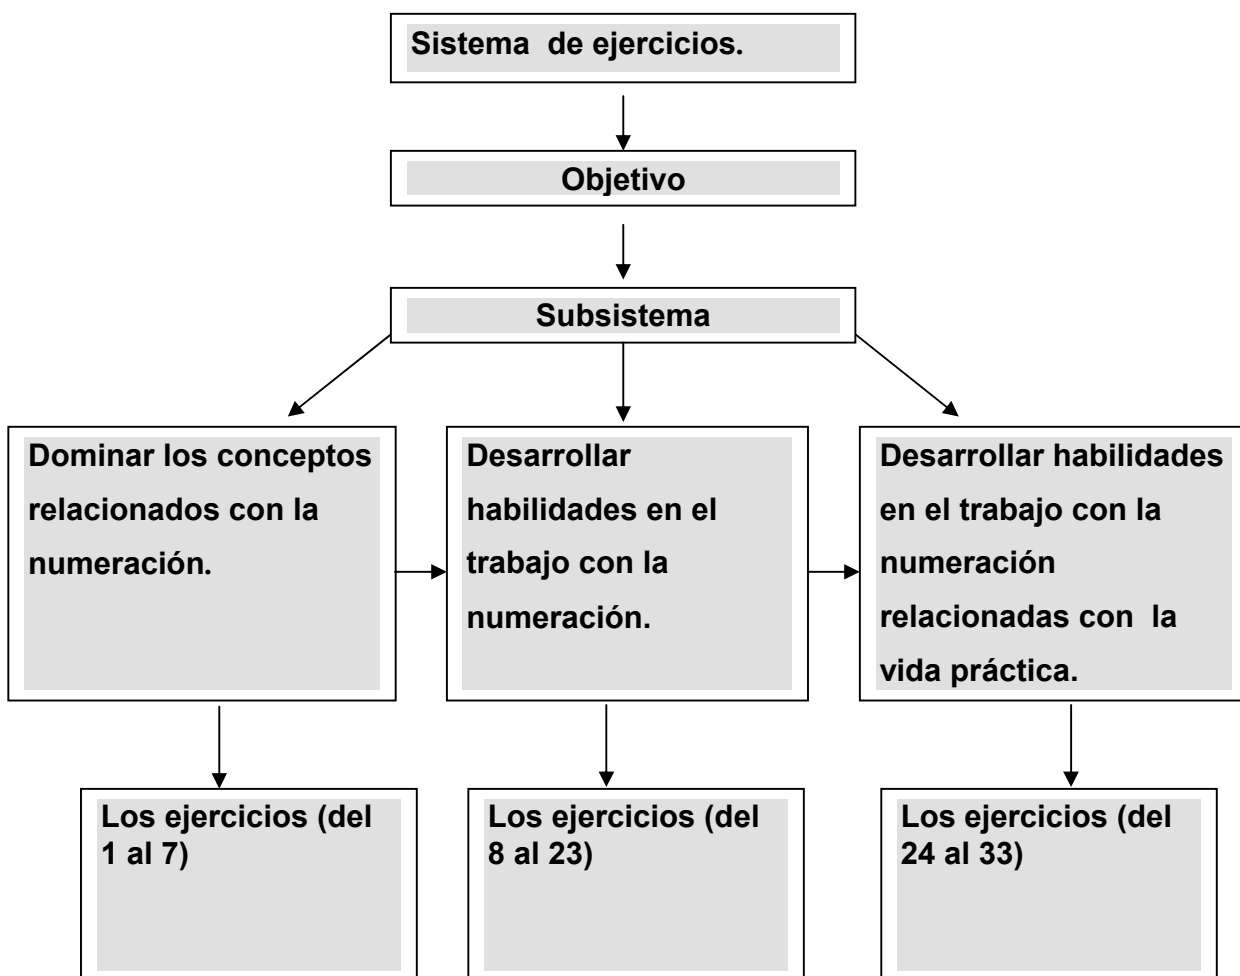 Sistema  de ejercicios.
Objetivo
Subsistema
Dominar los conceptos
relacionados con la
numeración.
Desarrollar
habilidades en el
trabajo con la
numeración.
Desarrollar habilidades
en el trabajo con la
numeración
relacionadas con  la
vida práctica.
Los ejercicios (del
1 al 7)
Los ejercicios (del
8 al 23)
Los ejercicios (del
24 al 33)